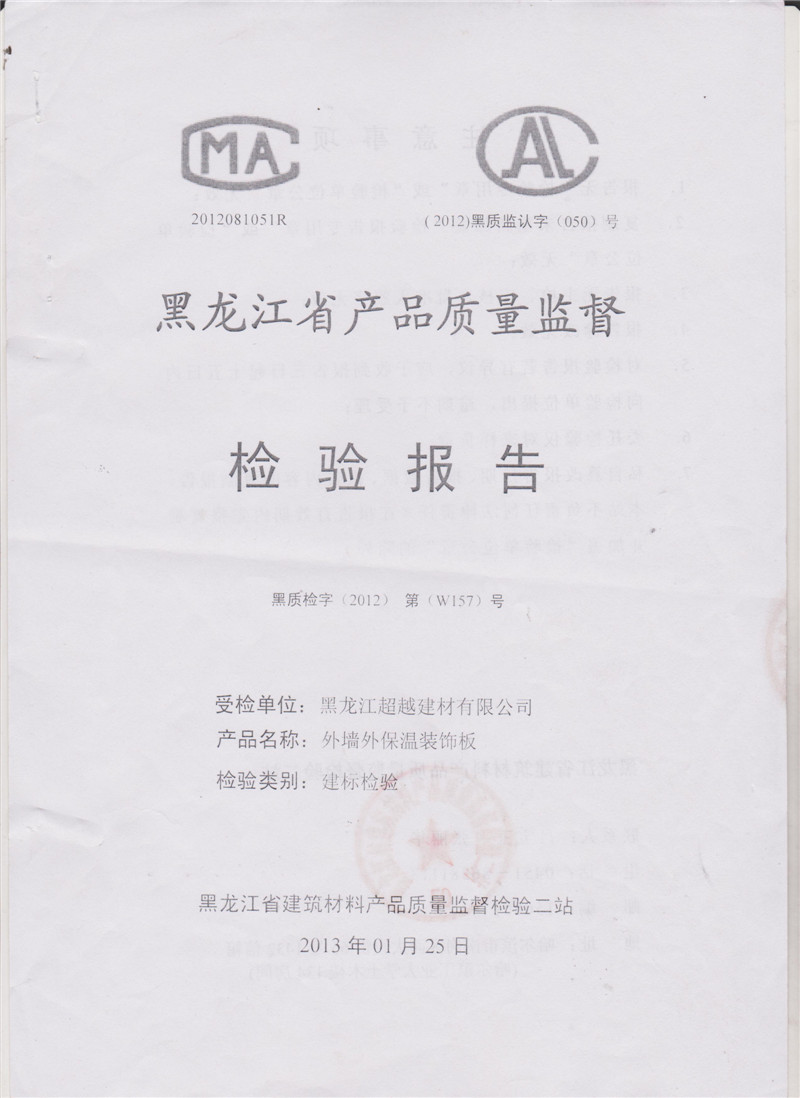 CMA
CAL
2012081051R
(2012)黑质监认字（050）号
黑龙江省产品质量监督
检验报告
黑质检字（2012） 第（W157）号
受检单位：黑龙江超越建材有限公司
产品名称：外墙外保温装饰板
检验类别：建标检验
黑龙江省建筑材料产品质量监督检验二站
2013年01月25日